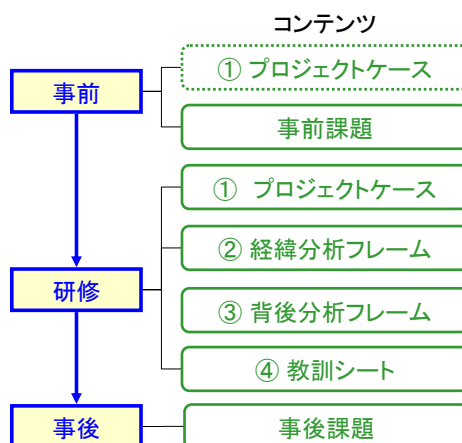 コンテンツ
① プロジェクトケース
事前
事前課題
① プロジェクトケース
② 経緯分析フレーム
研修
③ 背後分析フレーム
④ 教訓シート
事後
事後課題